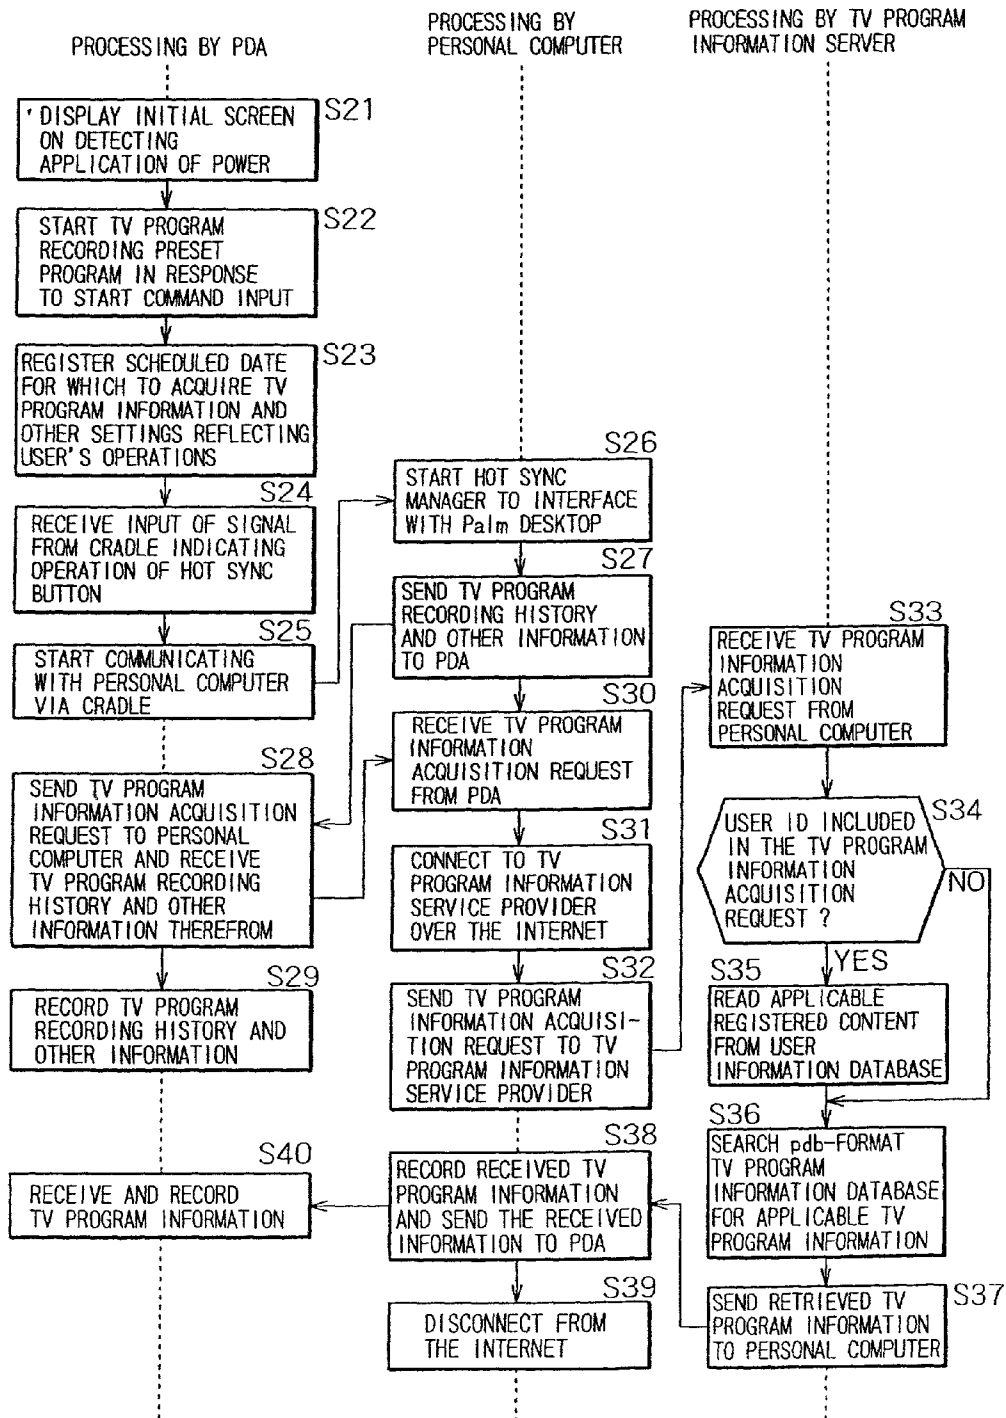 PROCESSING BY PDA
PROCESSING BY
PERSONAL COMPUTER
PROCESSING BY TV PROGRAM
INFORMATION SERVER
S21
DISPLAY INITIAL SCREEN
ON DETECTING
APPLICATION OF POWER
S22
START TV PROGRAM
RECORDING PRESET
PROGRAM IN RESPONSE
TO START COMMAND INPUT
S23
REGISTER SCHEDULED DATE
FOR WHICH TO ACQUIRE TV
PROGRAM INFORMATION AND
OTHER SETTINGS REFLECTING
USER'S OPERATIONS
S24
RECEIVE INPUT OF SIGNAL
FROM CRADLE INDICATING
OPERATION OF HOT SYNC
BUTTON
S25
START COMMUNICATING
WITH PERSONAL COMPUTER
VIA CRADLE
S26
START HOT SYNC
MANAGER TO INTERFACE
WITH Palm DESKTOP
S27
SEND TV PROGRAM
RECORDING HISTORY
AND OTHER INFORMATION
TO PDA
S28
SEND TV PROGRAM
INFORMATION ACQUISITION
REQUEST TO PERSONAL
COMPUTER AND RECEIVE
TV PROGRAM RECORDING
HISTORY AND OTHER
INFORMATION THEREFROM
S29
RECORD TV PROGRAM
RECORDING HISTORY AND
OTHER INFORMATION
S30
RECEIVE TV PROGRAM
INFORMATION
ACQUISITION REQUEST
FROM PDA
S31
CONNECT TO TV
PROGRAM INFORMATION
SERVICE PROVIDER
OVER THE INTERNET
S32
SEND TV PROGRAM
INFORMATION ACQUISI-
TION REQUEST TO TV
PROGRAM INFORMATION
SERVICE PROVIDER
S33
RECEIVE TV PROGRAM
INFORMATION
ACQUISITION
REQUEST FROM
PERSONAL COMPUTER
S34
USER ID INCLUDED
IN THE TV PROGRAM
INFORMATION
ACQUISITION
REQUEST ?
NO
YES
S35
READ APPLICABLE
REGISTERED CONTENT
FROM USER
INFORMATION DATABASE
S36
SEARCH pdb-FORMAT
TV PROGRAM
INFORMATION DATABASE
FOR APPLICABLE TV
PROGRAM INFORMATION
S37
SEND RETRIEVED TV
PROGRAM INFORMATION
TO PERSONAL COMPUTER
S38
RECORD RECEIVED TV
PROGRAM INFORMATION
AND SEND THE RECEIVED
INFORMATION TO PDA
S39
DISCONNECT FROM
THE INTERNET
S40
RECEIVE AND RECORD
TV PROGRAM INFORMATION